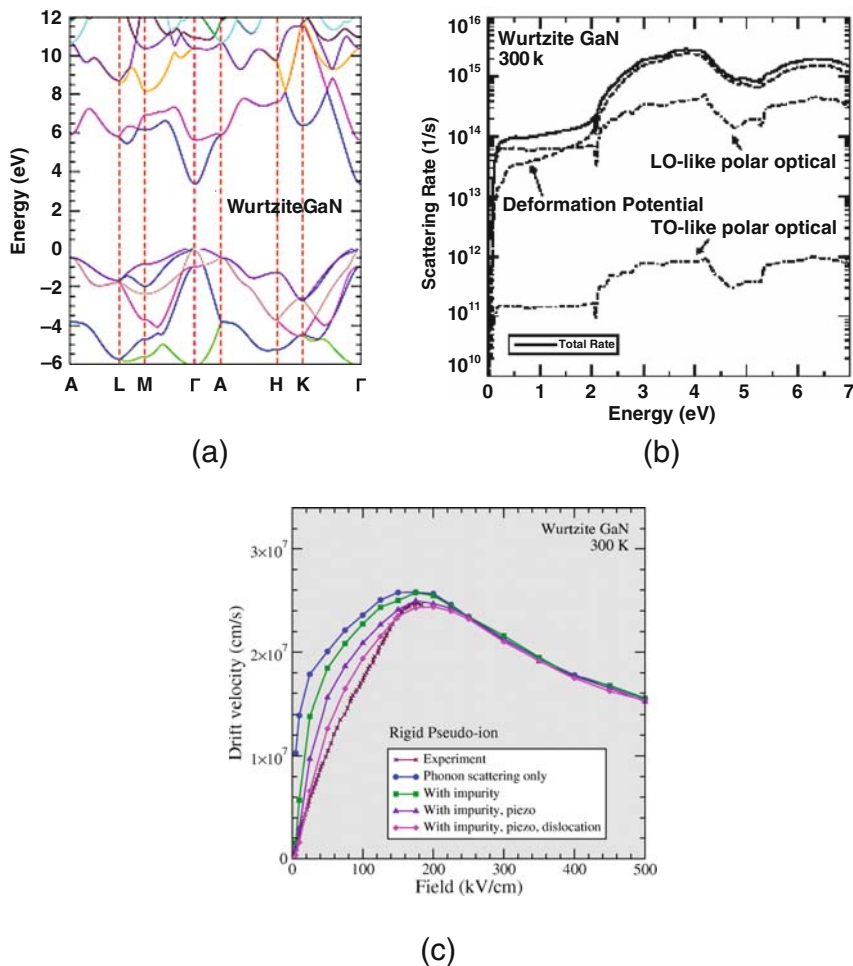 12
10
8
6
4
2
0
−2
−4
−6
Energy (eV)
WurtziteGaN
A L M Γ A H K Γ
(a)
10^16
10^15
10^14
10^13
10^12
10^11
10^10
Scattering Rate (1/s)
Wurtzite GaN
300 k
LO-like polar optical
Deformation Potential
TO-like polar optical
Total Rate
0 1 2 3 4 5 6 7
Energy (eV)
(b)
3×10^7
2×10^7
1×10^7
0
Drift velocity (cm/s)
Wurtzite GaN
300 K
Rigid Pseudo-ion
Experiment
Phonon scattering only
With impurity
With impurity, piezo
With impurity, piezo, dislocation
0 100 200 300 400 500
Field (kV/cm)
(c)